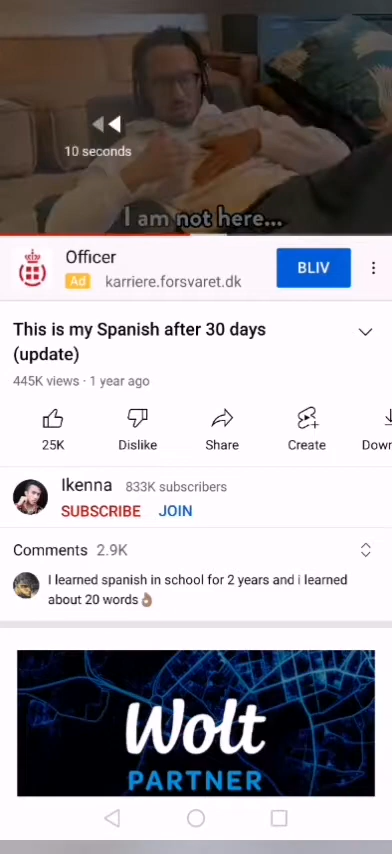 10 seconds
I am not here...
Officer
Ad karriere.forsvaret.dk
BLIV
This is my Spanish after 30 days
(update)
445K views · 1 year ago
25K
Dislike
Share
Create
Down
Ikenna 833K subscribers
SUBSCRIBE JOIN
Comments 2.9K
I learned spanish in school for 2 years and i learned
about 20 words👌🏽
Wolt
PARTNER